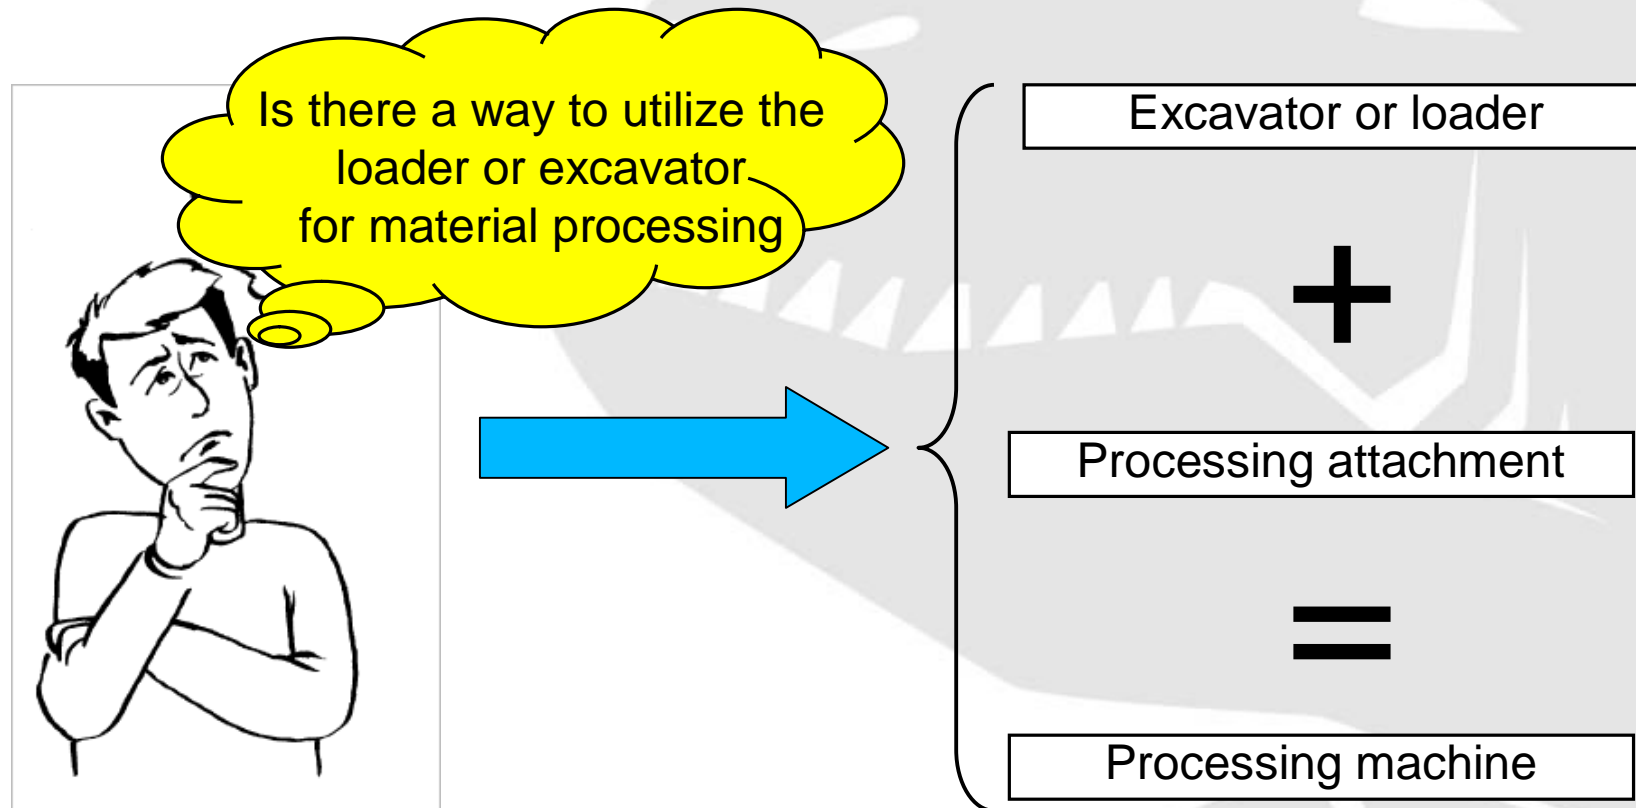 Is there a way to utilize the
loader or excavator
for material processing
Excavator or loader
+
Processing attachment
=
Processing machine